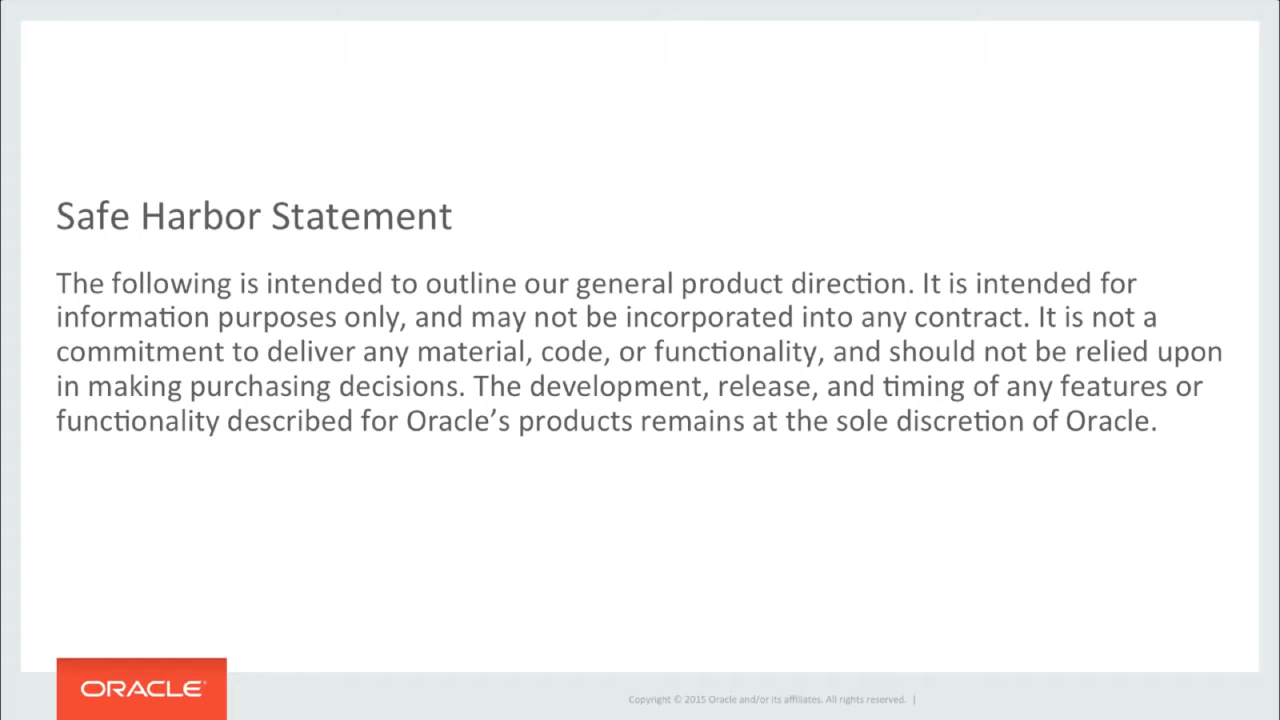 Safe Harbor Statement
The following is intended to outline our general product direction. It is intended for
information purposes only, and may not be incorporated into any contract. It is not a
commitment to deliver any material, code, or functionality, and should not be relied upon
in making purchasing decisions. The development, release, and timing of any features or
functionality described for Oracle’s products remains at the sole discretion of Oracle.
ORACLE®
Copyright © 2015 Oracle and/or its affiliates. All rights reserved. |